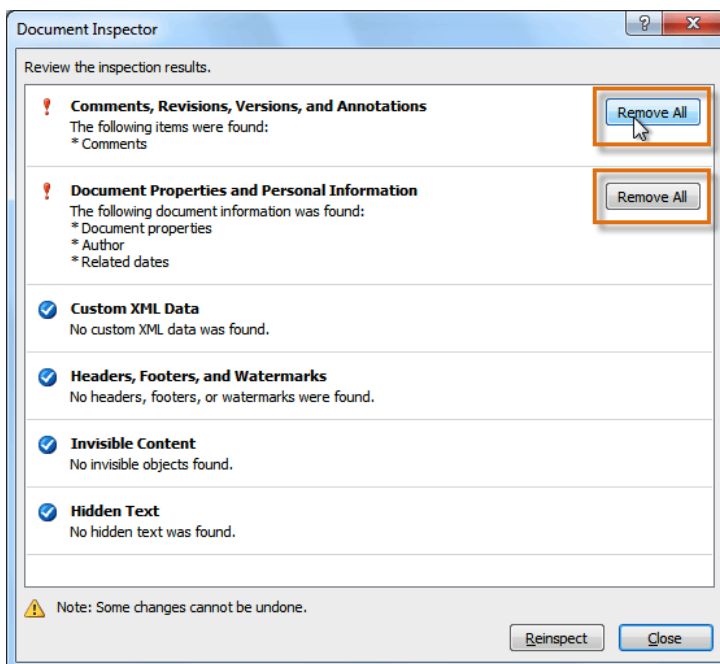 Document Inspector
Review the inspection results.
Comments, Revisions, Versions, and Annotations
Remove All
The following items were found:
* Comments
Document Properties and Personal Information
Remove All
The following document information was found:
* Document properties
* Author
* Related dates
Custom XML Data
No custom XML data was found.
Headers, Footers, and Watermarks
No headers, footers, or watermarks were found.
Invisible Content
No invisible objects found.
Hidden Text
No hidden text was found.
Note: Some changes cannot be undone.
Reinspect
Close